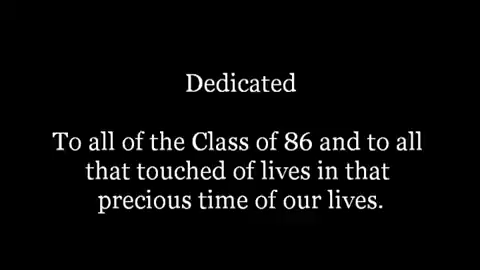 Dedicated
To all of the Class of 86 and to all
that touched of lives in that
precious time of our lives.